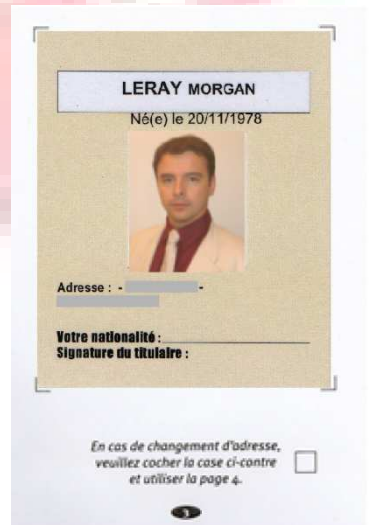 LERAY MORGAN
Né(e) le 20/11/1978
Adresse : - -
Votre nationalité :
Signature du titulaire :
En cas de changement d'adresse,
veuillez cocher la case ci-contre
et utiliser la page 4.
3